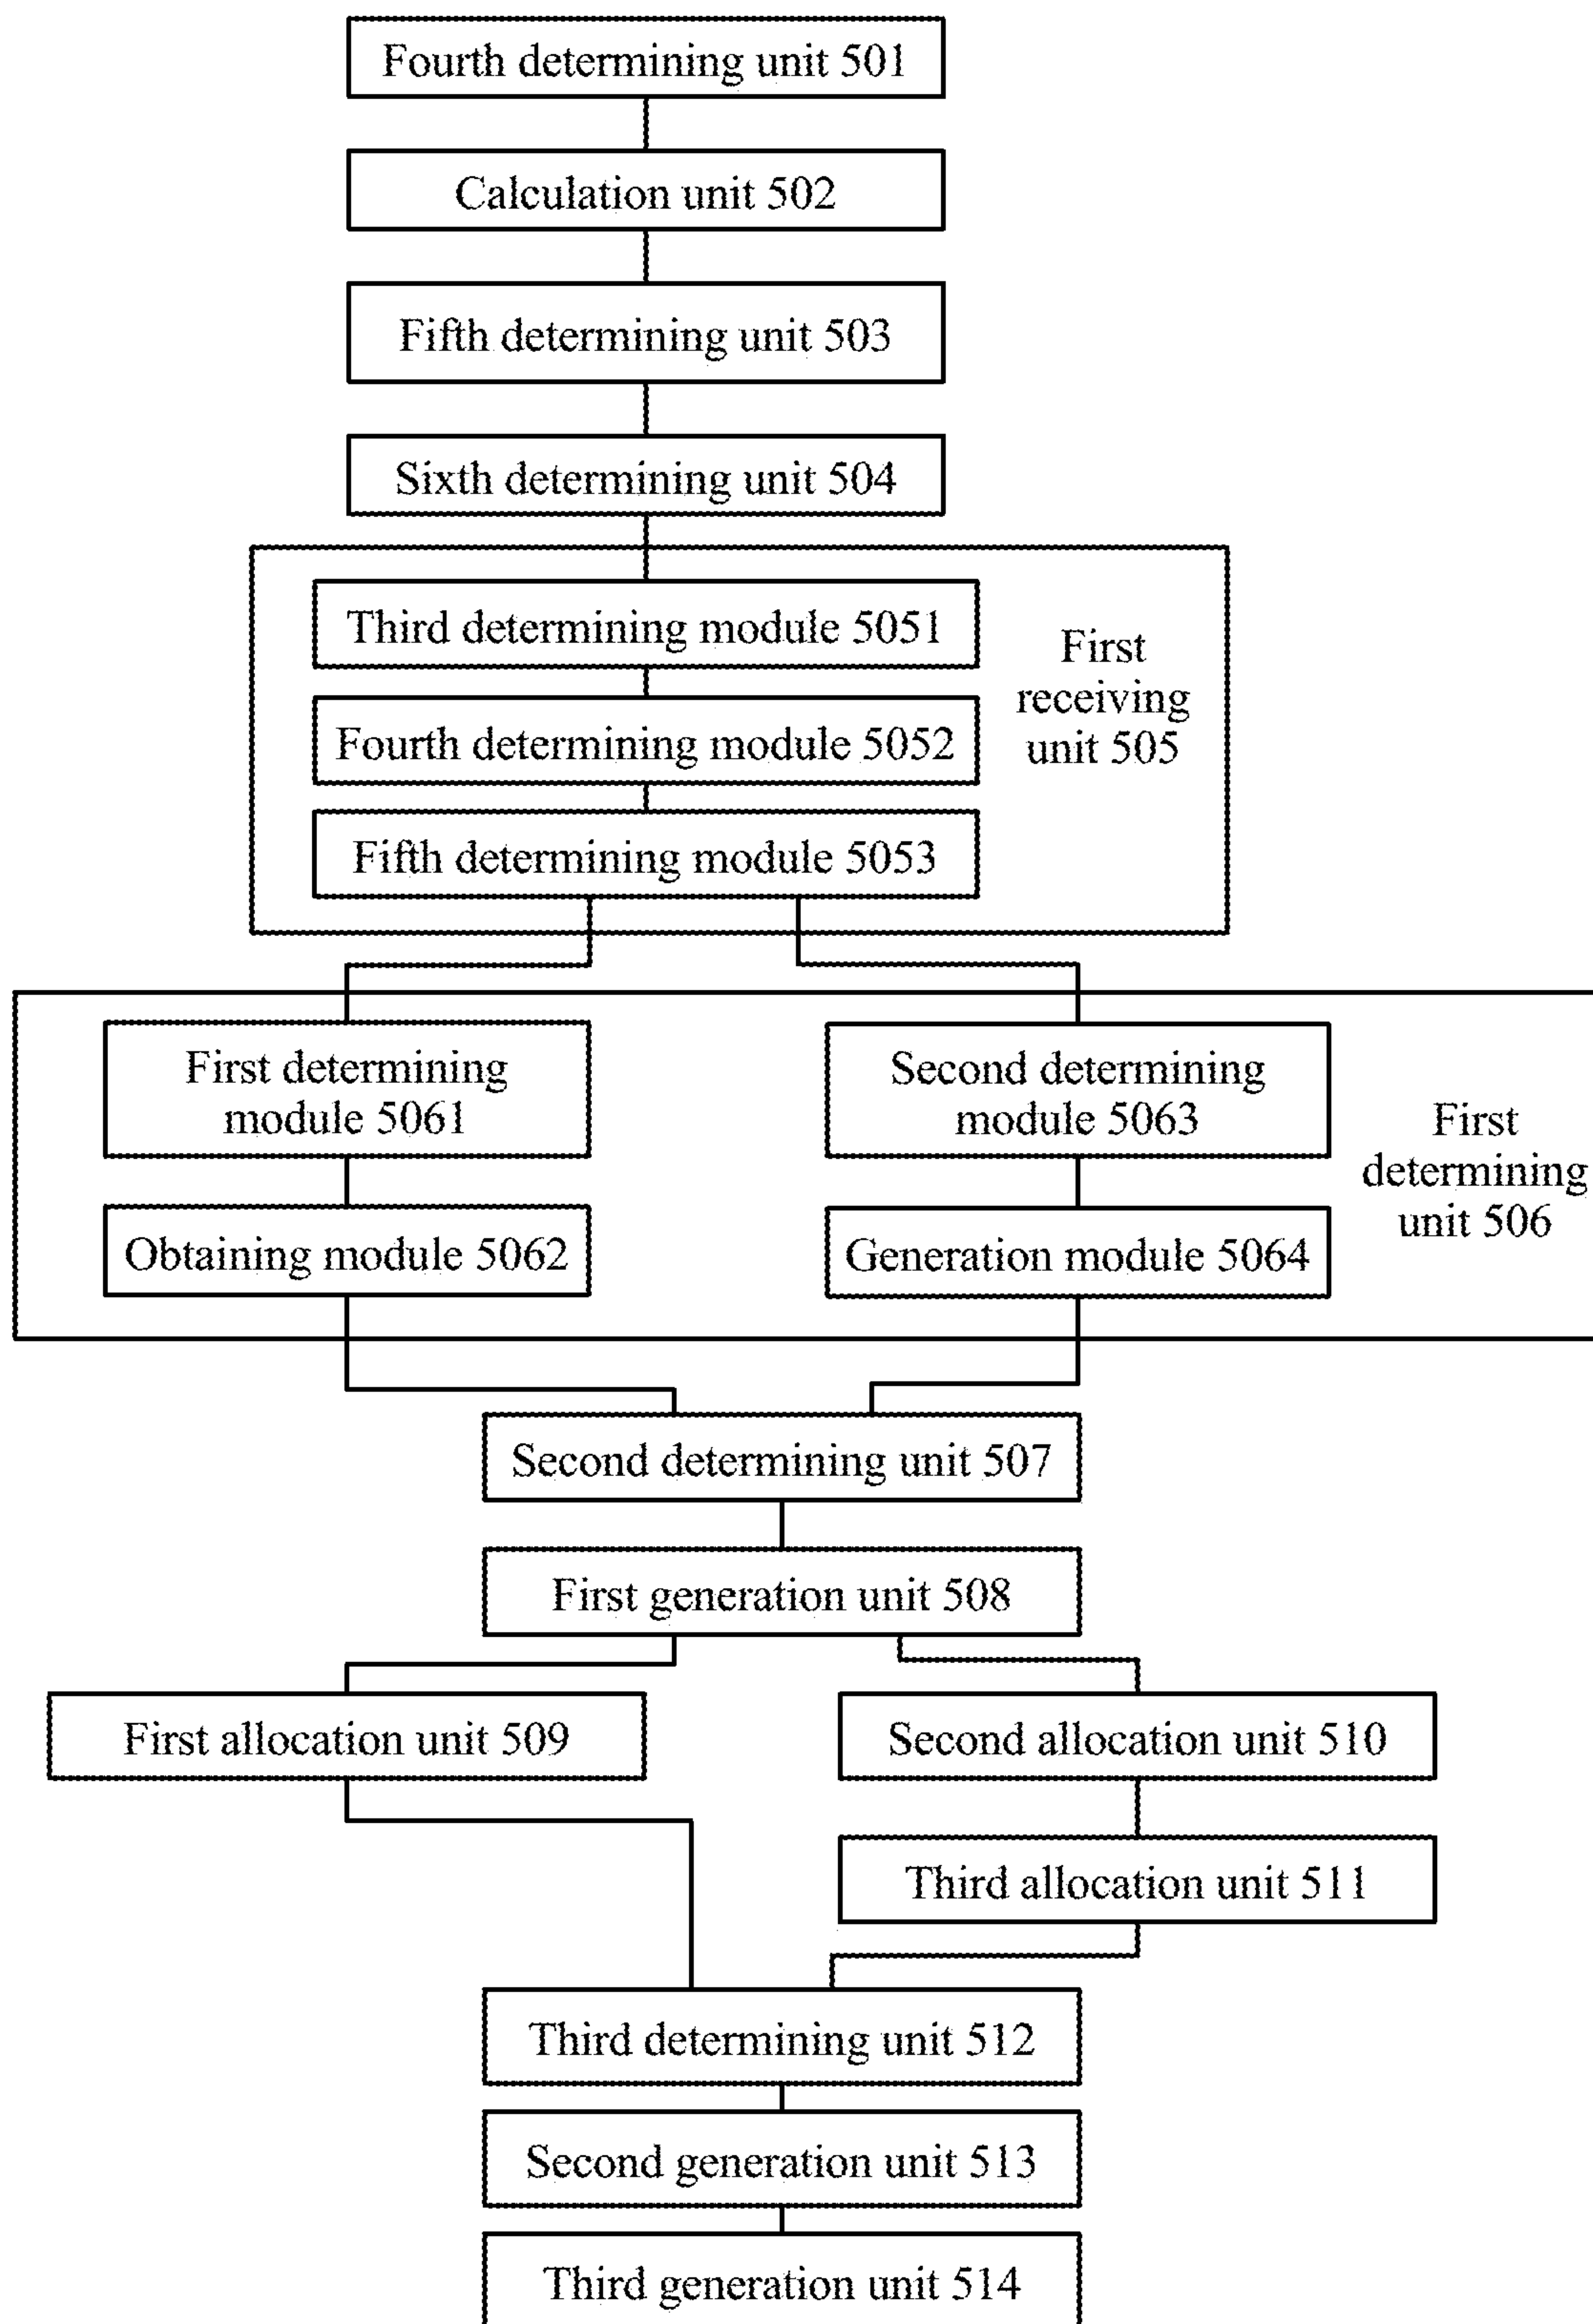 Fourth determining unit 501
Calculation unit 502
Fifth determining unit 503
Sixth determining unit 504
Third determining module 5051
Fourth determining module 5052
Fifth determining module 5053
First
receiving
unit 505
First determining
module 5061
Obtaining module 5062
Second determining
module 5063
Generation module 5064
First
determining
unit 506
Second determining unit 507
First generation unit 508
First allocation unit 509
Second allocation unit 510
Third allocation unit 511
Third determining unit 512
Second generation unit 513
Third generation unit 514